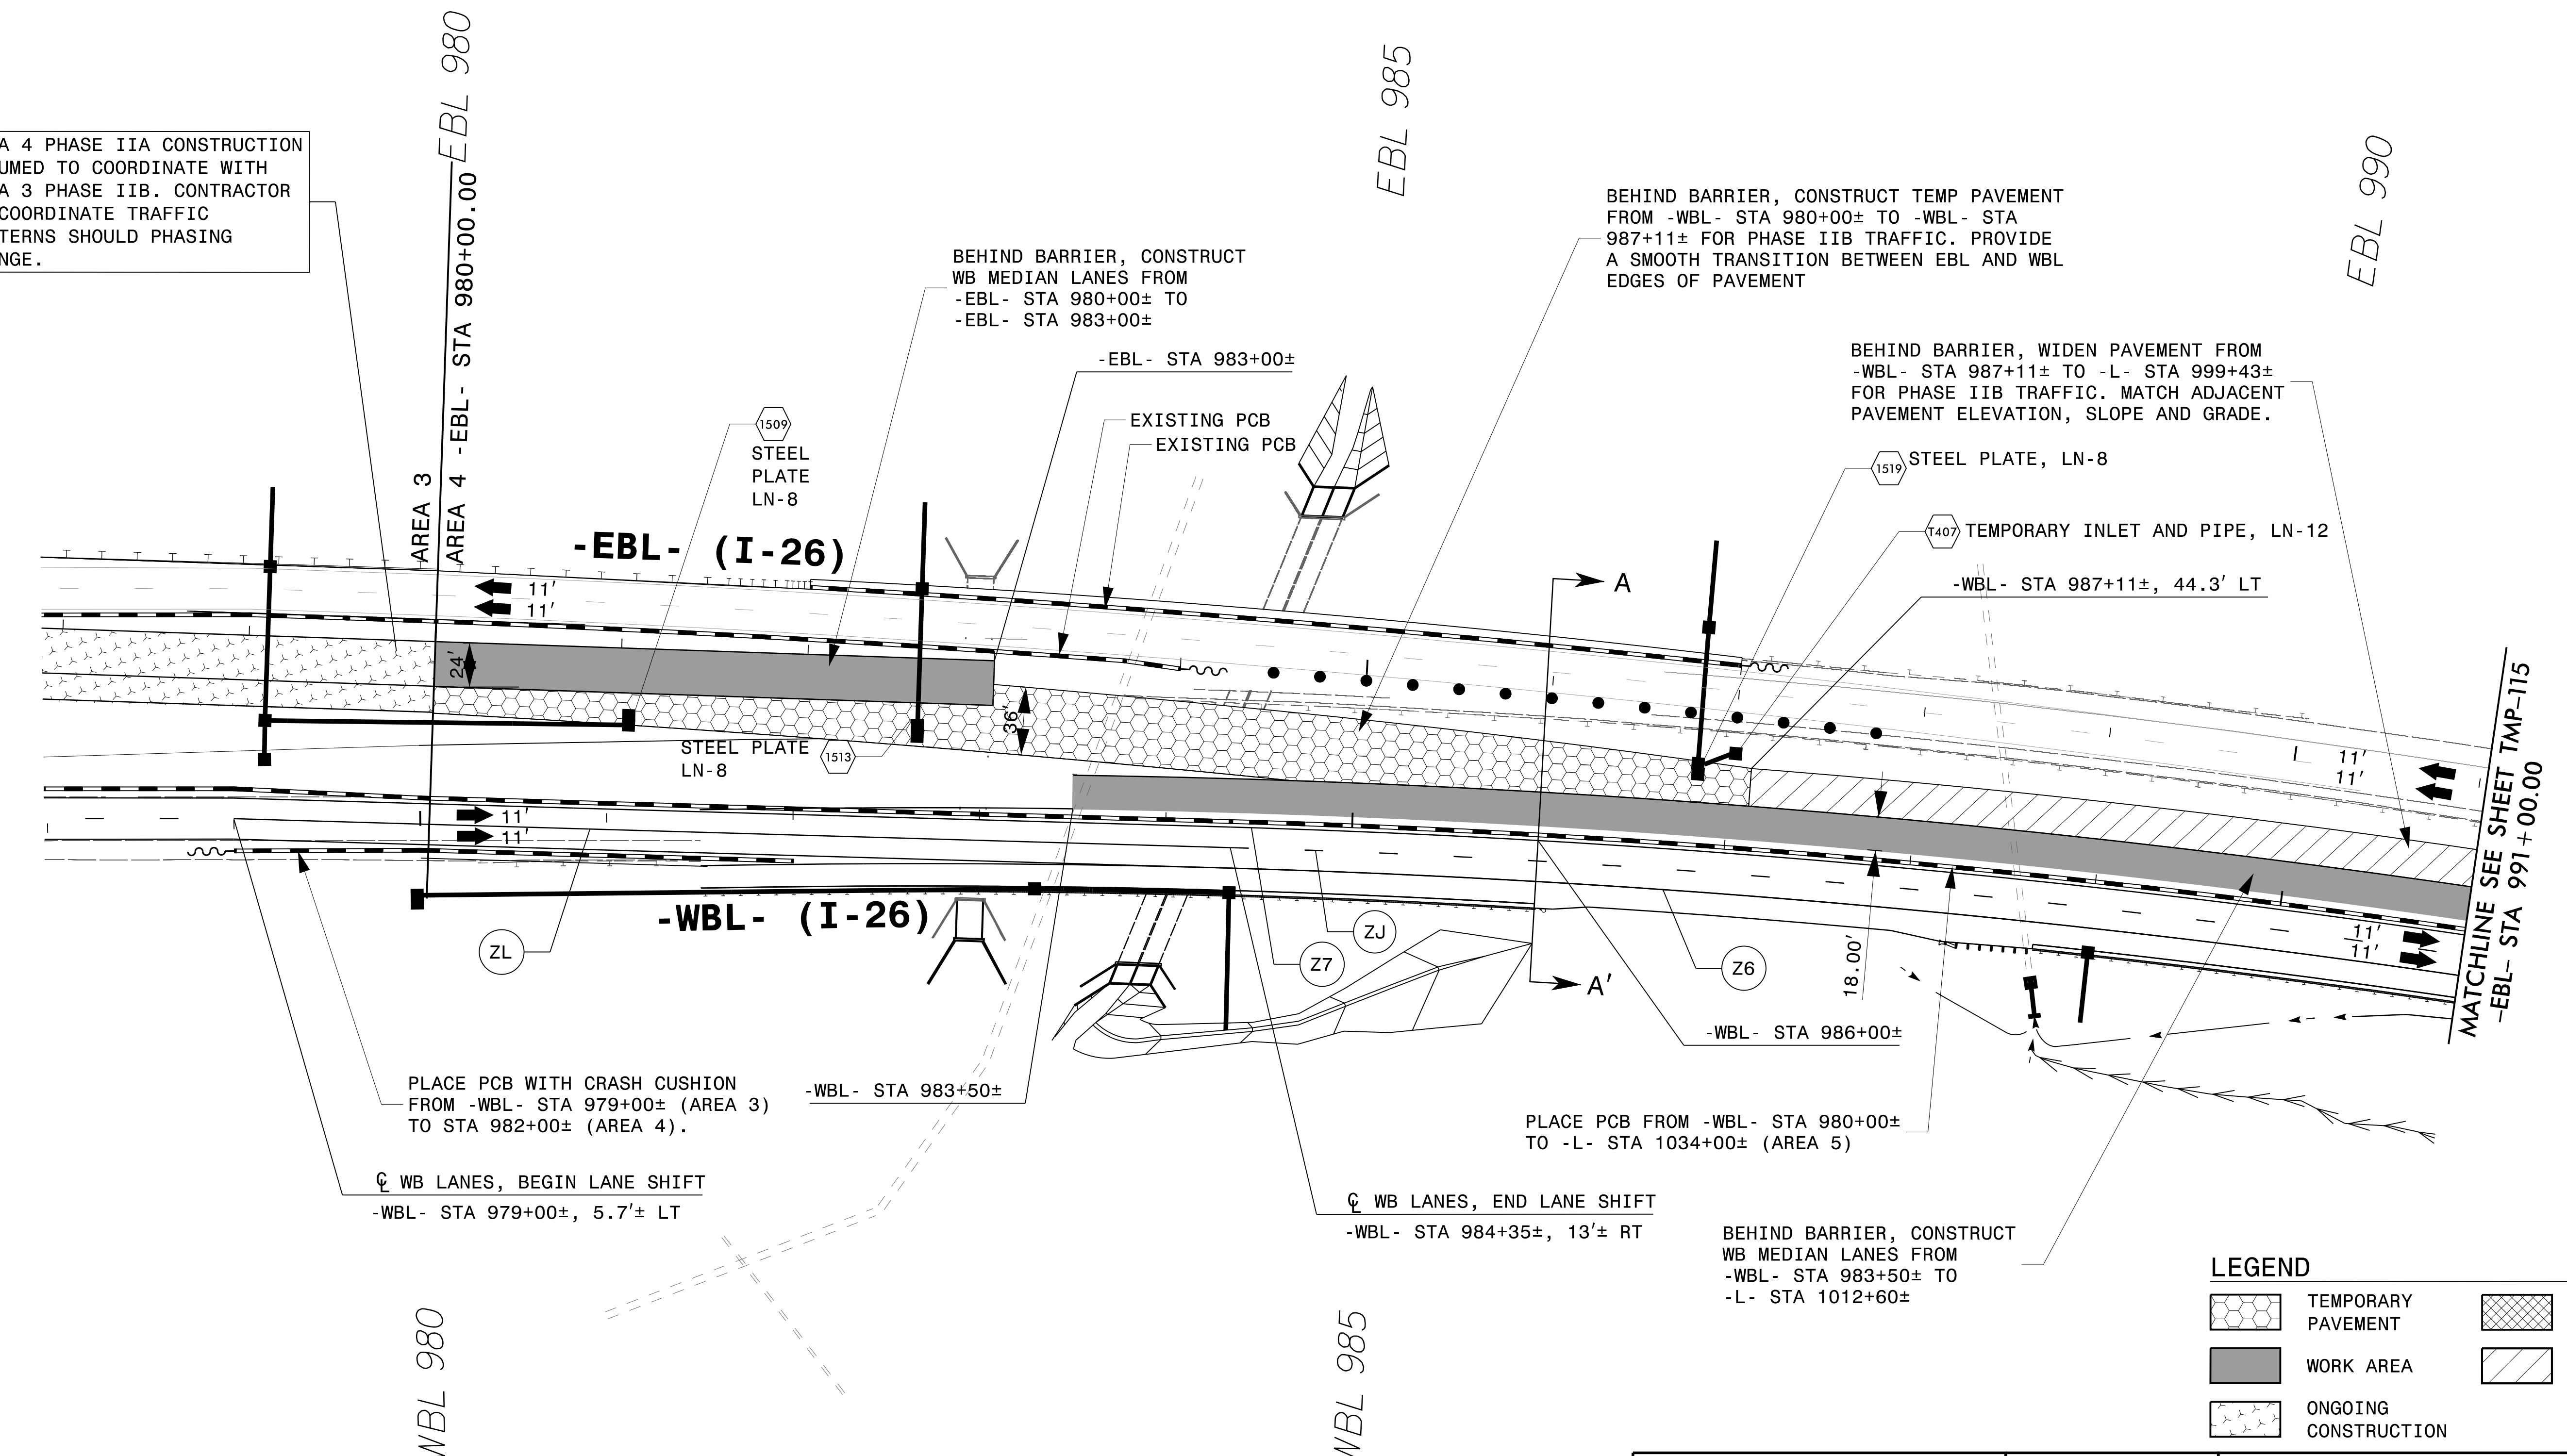 EBL 980
EBL 985
EBL 990
A 4 PHASE IIA CONSTRUCTION
UMED TO COORDINATE WITH
A 3 PHASE IIB. CONTRACTOR
COORDINATE TRAFFIC
TERNS SHOULD PHASING
NGE.
AREA 3
AREA 4 -EBL- STA 980+00.00
BEHIND BARRIER, CONSTRUCT
WB MEDIAN LANES FROM
-EBL- STA 980+00± TO
-EBL- STA 983+00±
-EBL- STA 983+00±
EXISTING PCB
EXISTING PCB
1509
STEEL
PLATE
LN-8
BEHIND BARRIER, CONSTRUCT TEMP PAVEMENT
FROM -WBL- STA 980+00± TO -WBL- STA
987+11± FOR PHASE IIB TRAFFIC. PROVIDE
A SMOOTH TRANSITION BETWEEN EBL AND WBL
EDGES OF PAVEMENT
BEHIND BARRIER, WIDEN PAVEMENT FROM
-WBL- STA 987+11± TO -L- STA 999+43±
FOR PHASE IIB TRAFFIC. MATCH ADJACENT
PAVEMENT ELEVATION, SLOPE AND GRADE.
1519 STEEL PLATE, LN-8
T407 TEMPORARY INLET AND PIPE, LN-12
-WBL- STA 987+11±, 44.3' LT
-EBL- (I-26)
11'
11'
A
24'
36'
STEEL PLATE
LN-8
1513
11'
11'
11'
11'
-WBL- (I-26)
ZL
ZJ
Z7
Z6
A'
18.00'
11'
11'
MATCHLINE SEE SHEET TMP-115
-EBL- STA 991+00.00
-WBL- STA 986+00±
PLACE PCB WITH CRASH CUSHION
FROM -WBL- STA 979+00± (AREA 3)
TO STA 982+00± (AREA 4).
-WBL- STA 983+50±
PLACE PCB FROM -WBL- STA 980+00±
TO -L- STA 1034+00± (AREA 5)
℄ WB LANES, BEGIN LANE SHIFT
-WBL- STA 979+00±, 5.7'± LT
℄ WB LANES, END LANE SHIFT
-WBL- STA 984+35±, 13'± RT
BEHIND BARRIER, CONSTRUCT
WB MEDIAN LANES FROM
-WBL- STA 983+50± TO
-L- STA 1012+60±
WBL 980
WBL 985
LEGEND
TEMPORARY
PAVEMENT
WORK AREA
ONGOING
CONSTRUCTION